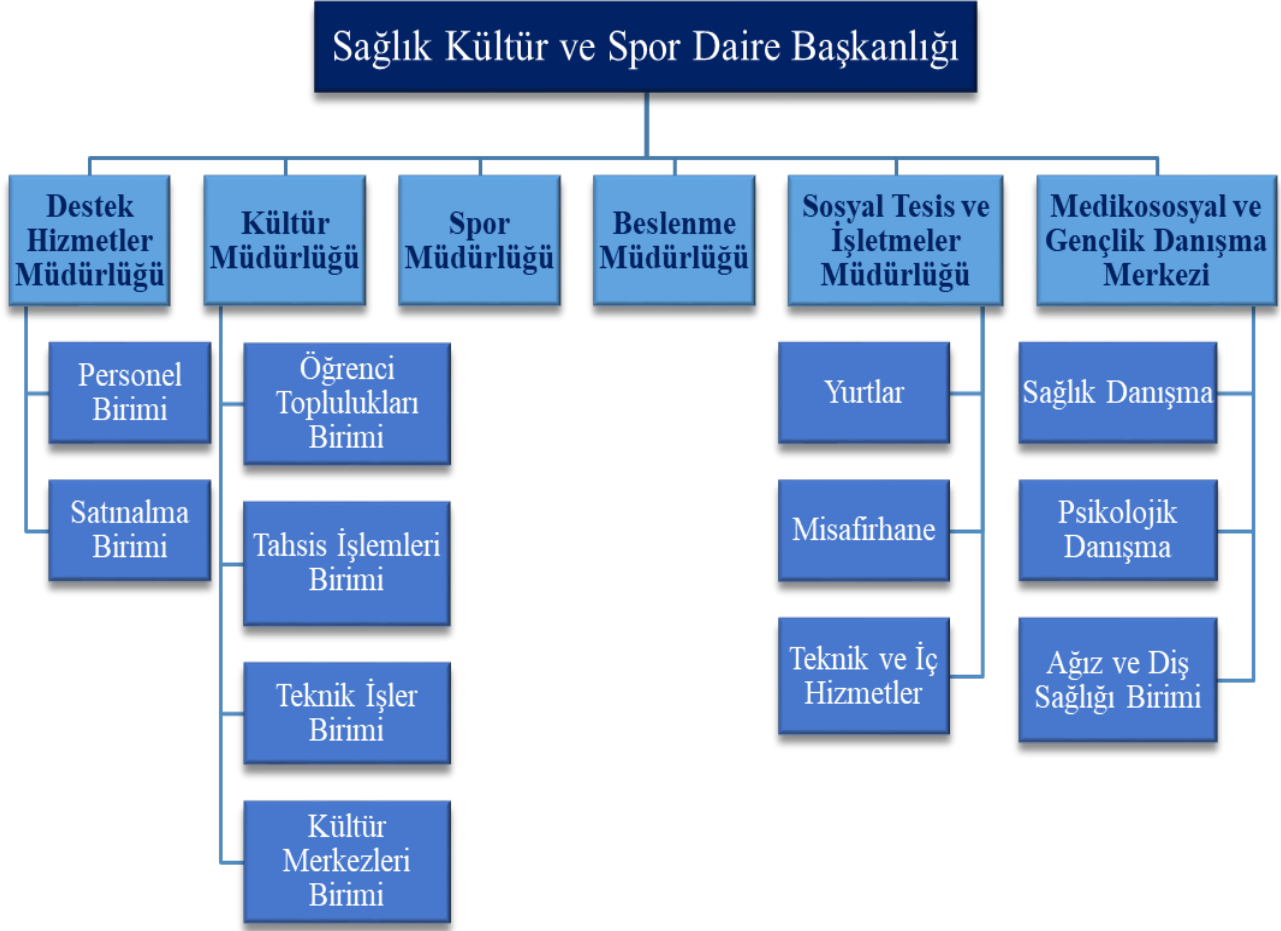 Sağlık Kültür ve Spor Daire Başkanlığı
Destek
Hizmetler
Müdürlüğü
Kültür
Müdürlüğü
Spor
Müdürlüğü
Beslenme
Müdürlüğü
Sosyal Tesis ve
İşletmeler
Müdürlüğü
Medikososyal ve
Gençlik Danışma
Merkezi
Personel
Birimi
Satınalma
Birimi
Öğrenci
Toplulukları
Birimi
Tahsis İşlemleri
Birimi
Teknik İşler
Birimi
Kültür
Merkezleri
Birimi
Yurtlar
Misafirhane
Teknik ve İç
Hizmetler
Sağlık Danışma
Psikolojik
Danışma
Ağız ve Diş
Sağlığı Birimi